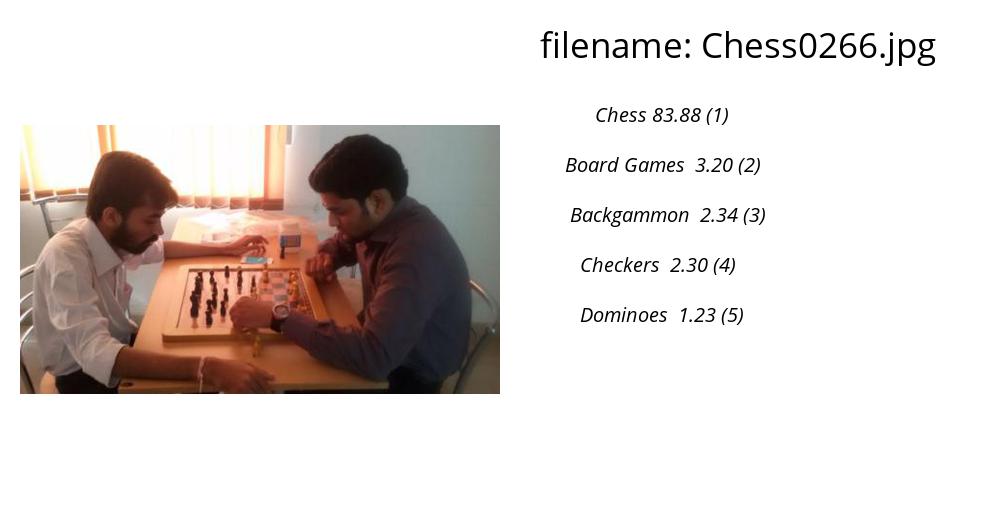 filename: Chess0266.jpg
Chess 83.88 (1)
Board Games 3.20 (2)
Backgammon 2.34 (3)
Checkers 2.30 (4)
Dominoes 1.23 (5)